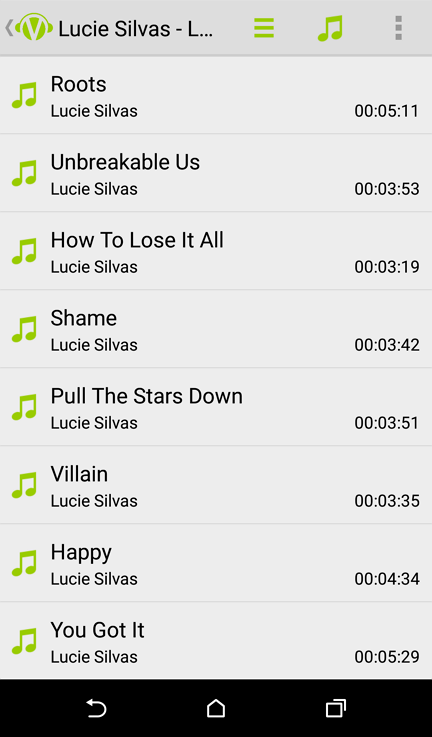 Lucie Silvas - L...
Roots
Lucie Silvas 00:05:11
Unbreakable Us
Lucie Silvas 00:03:53
How To Lose It All
Lucie Silvas 00:03:19
Shame
Lucie Silvas 00:03:42
Pull The Stars Down
Lucie Silvas 00:03:51
Villain
Lucie Silvas 00:03:35
Happy
Lucie Silvas 00:04:34
You Got It
Lucie Silvas 00:05:29